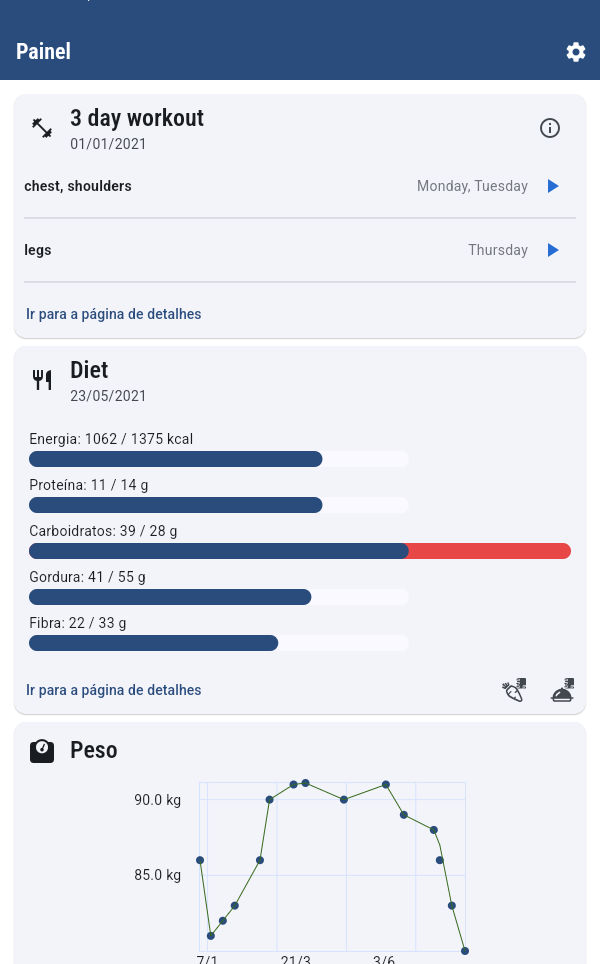 Painel
3 day workout
01/01/2021
chest, shoulders Monday, Tuesday
legs Thursday
Ir para a página de detalhes
Diet
23/05/2021
Energia: 1062 / 1375 kcal
Proteína: 11 / 14 g
Carboidratos: 39 / 28 g
Gordura: 41 / 55 g
Fibra: 22 / 33 g
Ir para a página de detalhes
Peso
90.0 kg
85.0 kg
7/1 21/3 3/6